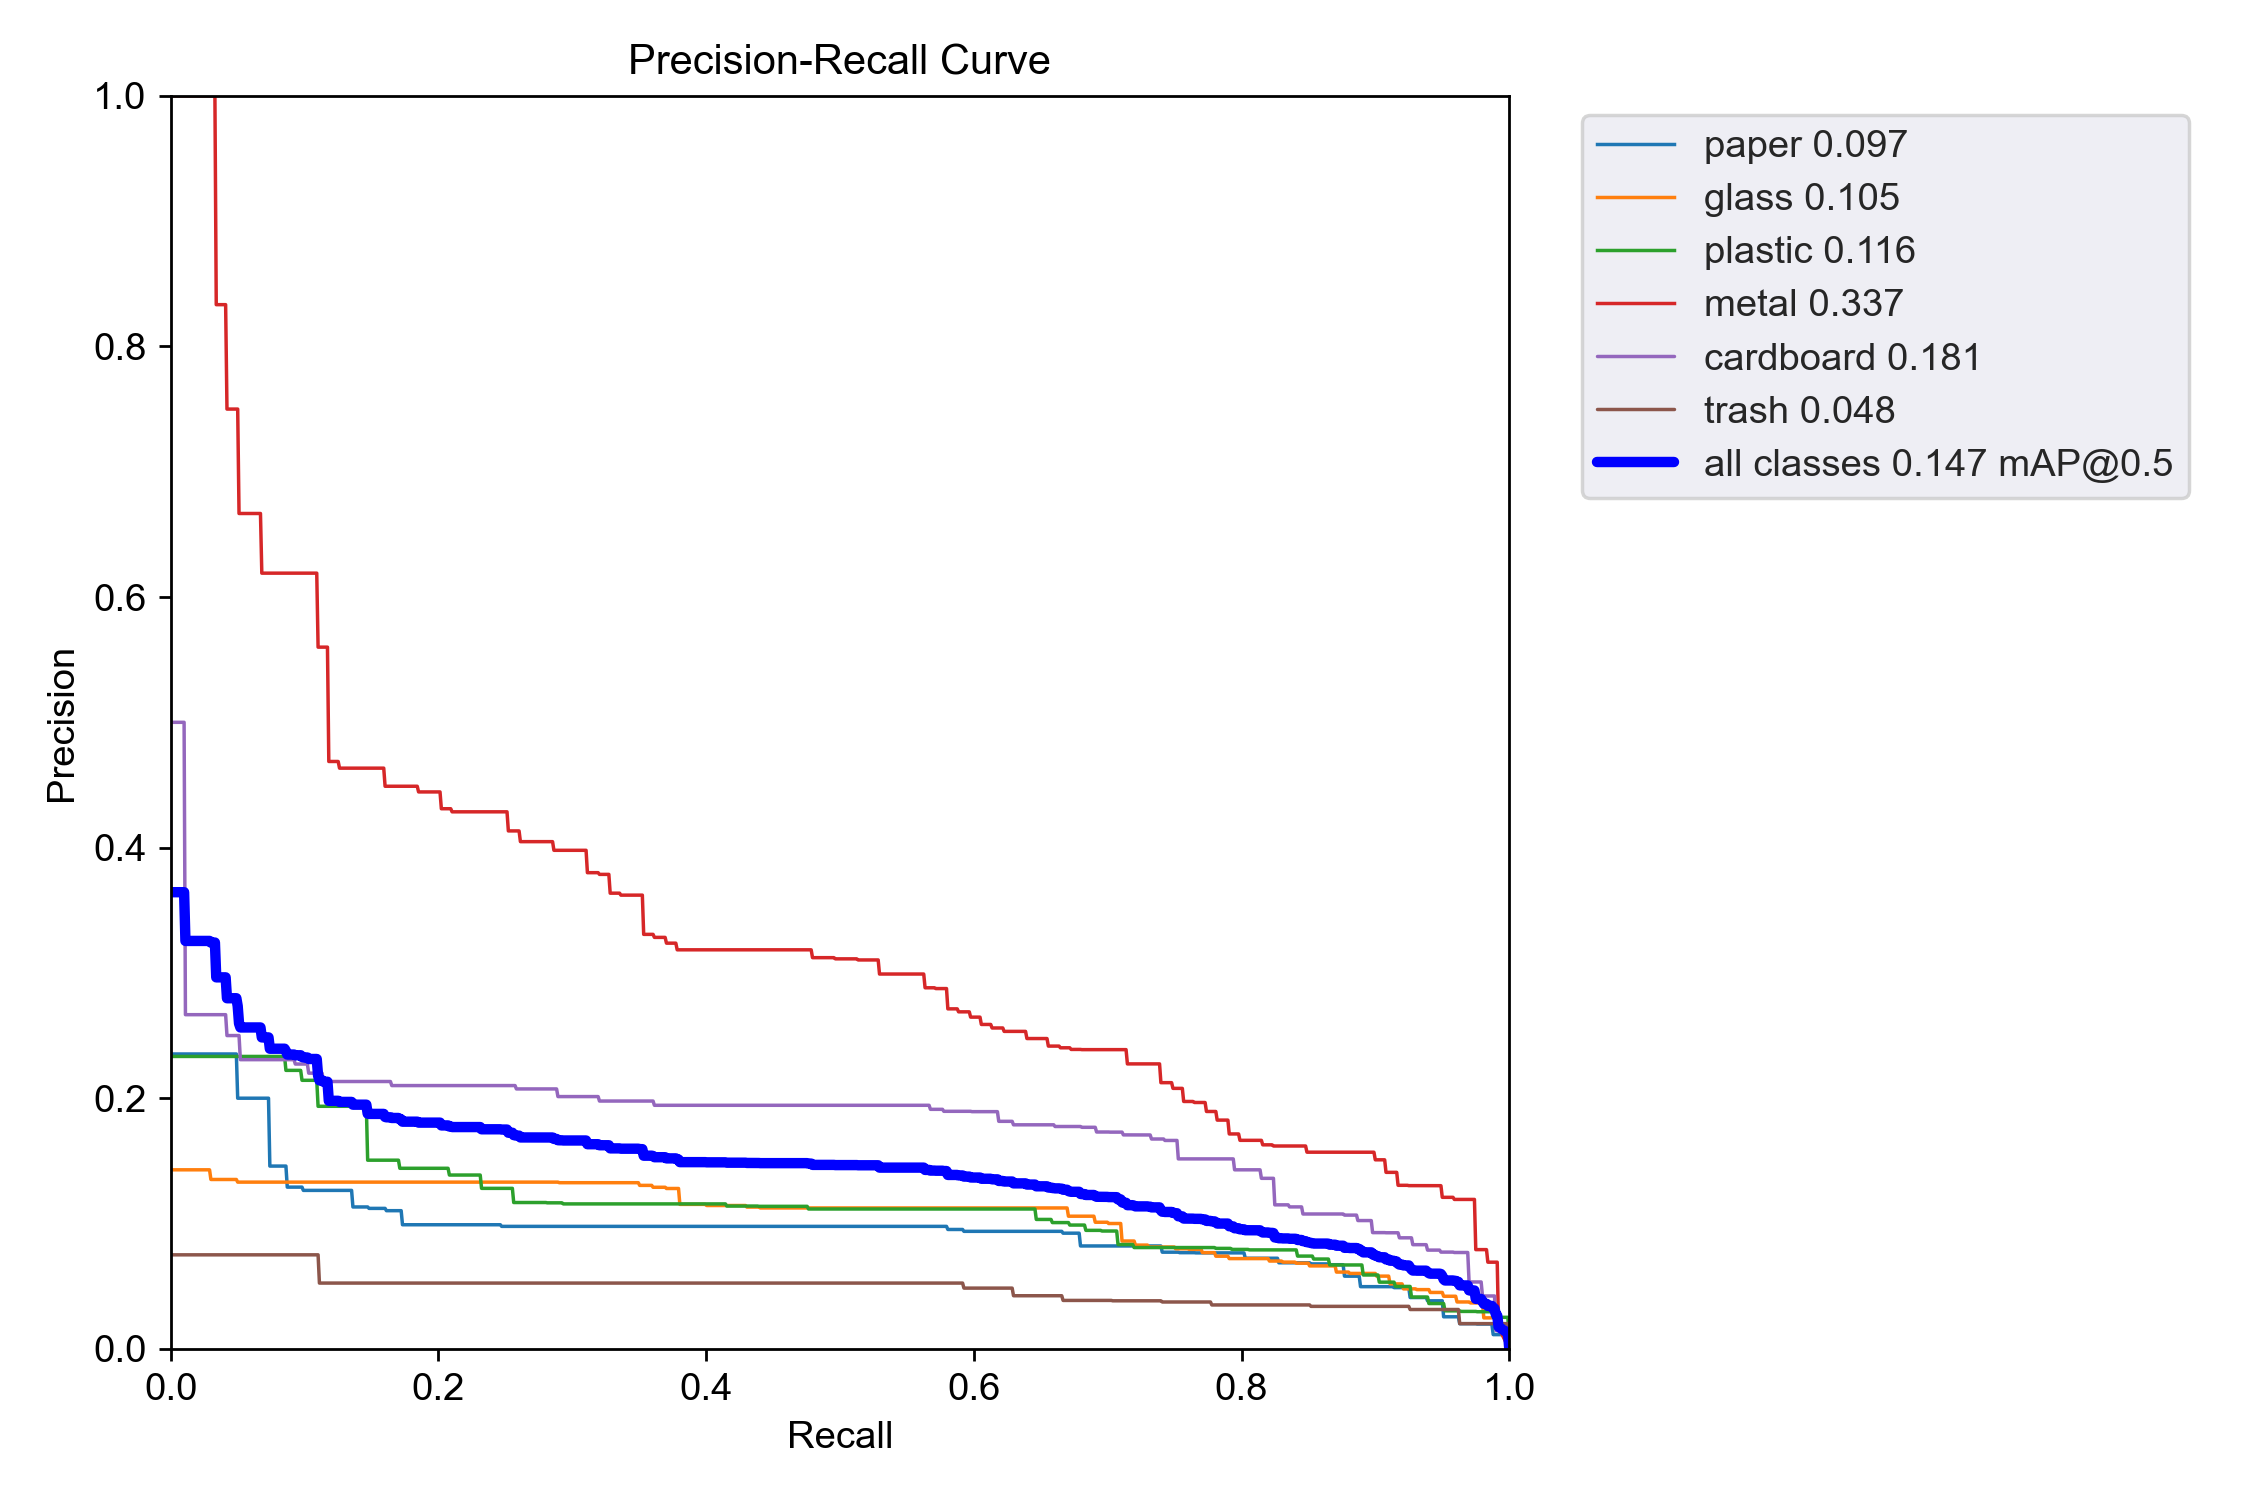 Precision-Recall Curve
1.0
0.8
0.6
0.4
0.2
0.0
Precision
0.0 0.2 0.4 0.6 0.8 1.0
Recall
paper 0.097
glass 0.105
plastic 0.116
metal 0.337
cardboard 0.181
trash 0.048
all classes 0.147 mAP@0.5